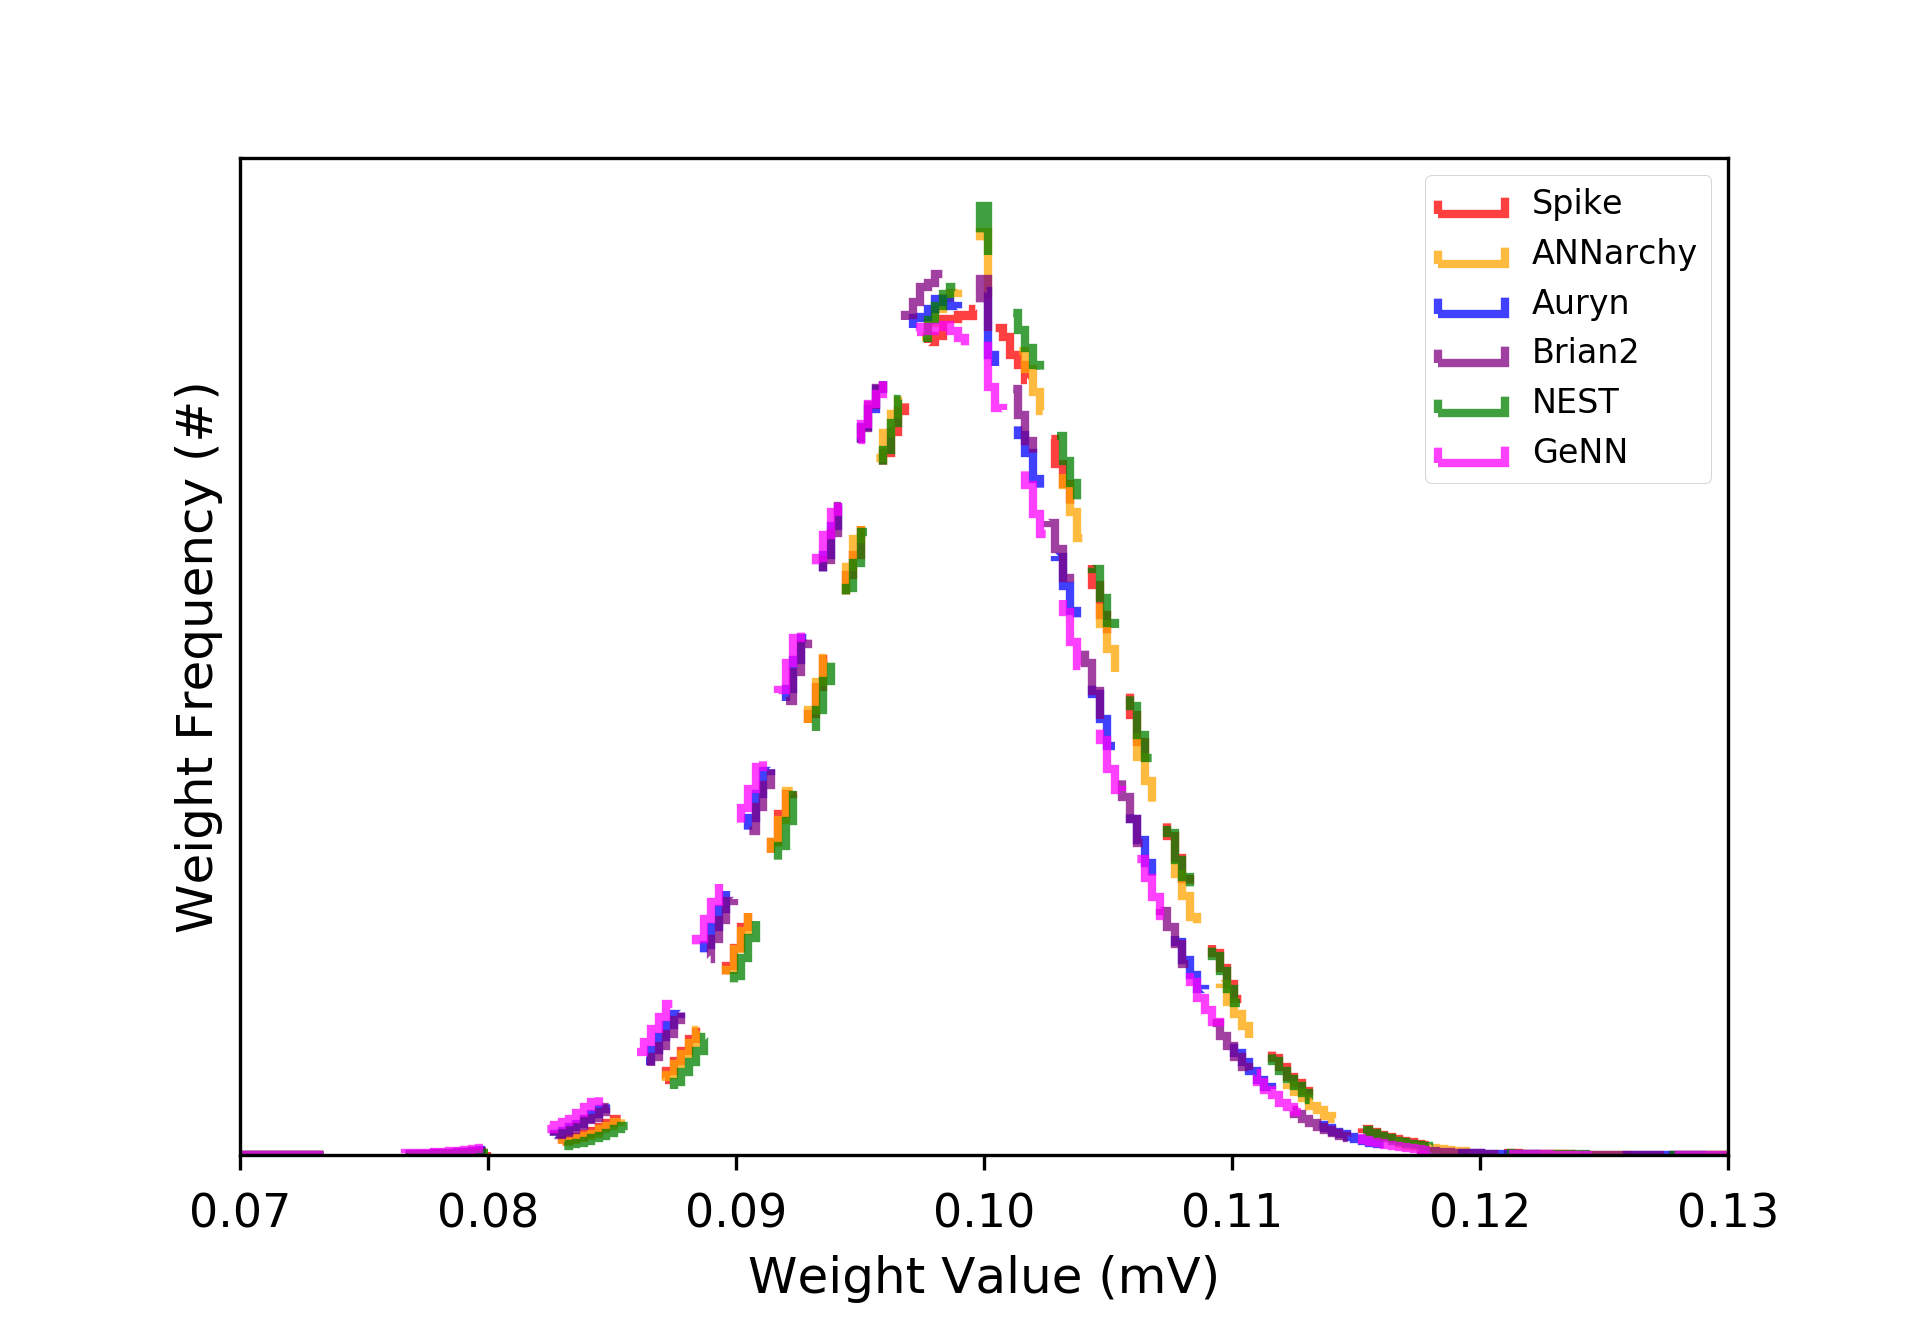 Spike
ANNarchy
Auryn
Brian2
NEST
GeNN
Weight Frequency (#)
0.07 0.08 0.09 0.10 0.11 0.12 0.13
Weight Value (mV)